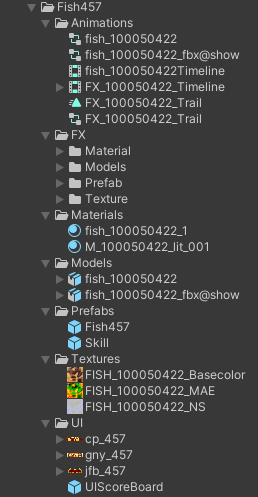 Fish457
Animations
fish_100050422
fish_100050422_fbx@show
fish_100050422Timeline
FX_100050422_Timeline
FX_100050422_Trail
FX_100050422_Trail
FX
Material
Models
Prefab
Texture
Materials
fish_100050422_1
M_100050422_lit_001
Models
fish_100050422
fish_100050422_fbx@show
Prefabs
Fish457
Skill
Textures
FISH_100050422_Basecolor
FISH_100050422_MAE
FISH_100050422_NS
UI
cp_457
gny_457
jfb_457
UIScoreBoard